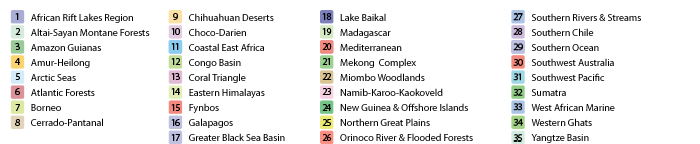 1 African Rift Lakes Region
2 Altai-Sayan Montane Forests
3 Amazon Guianas
4 Amur-Heilong
5 Arctic Seas
6 Atlantic Forests
7 Borneo
8 Cerrado-Pantanal
9 Chihuahuan Deserts
10 Choco-Darien
11 Coastal East Africa
12 Congo Basin
13 Coral Triangle
14 Eastern Himalayas
15 Fynbos
16 Galapagos
17 Greater Black Sea Basin
18 Lake Baikal
19 Madagascar
20 Mediterranean
21 Mekong Complex
22 Miombo Woodlands
23 Namib-Karoo-Kaokoveld
24 New Guinea & Offshore Islands
25 Northern Great Plains
26 Orinoco River & Flooded Forests
27 Southern Rivers & Streams
28 Southern Chile
29 Southern Ocean
30 Southwest Australia
31 Southwest Pacific
32 Sumatra
33 West African Marine
34 Western Ghats
35 Yangtze Basin